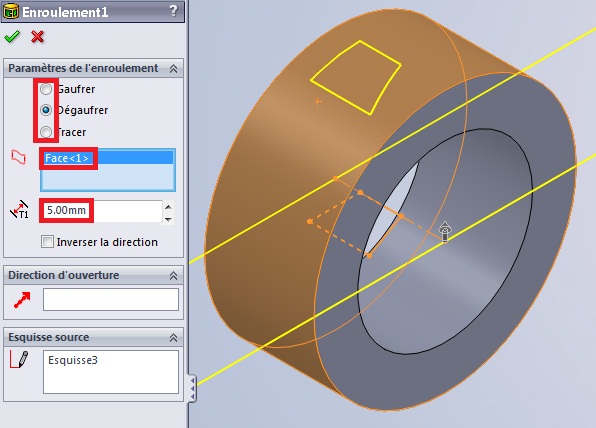 Enroulement1 ?
Paramètres de l'enroulement
Gaufrer
Dégaufrer
Tracer
Face<1>
T1 5.00mm
Inverser la direction
Direction d'ouverture
Esquisse source
Esquisse3